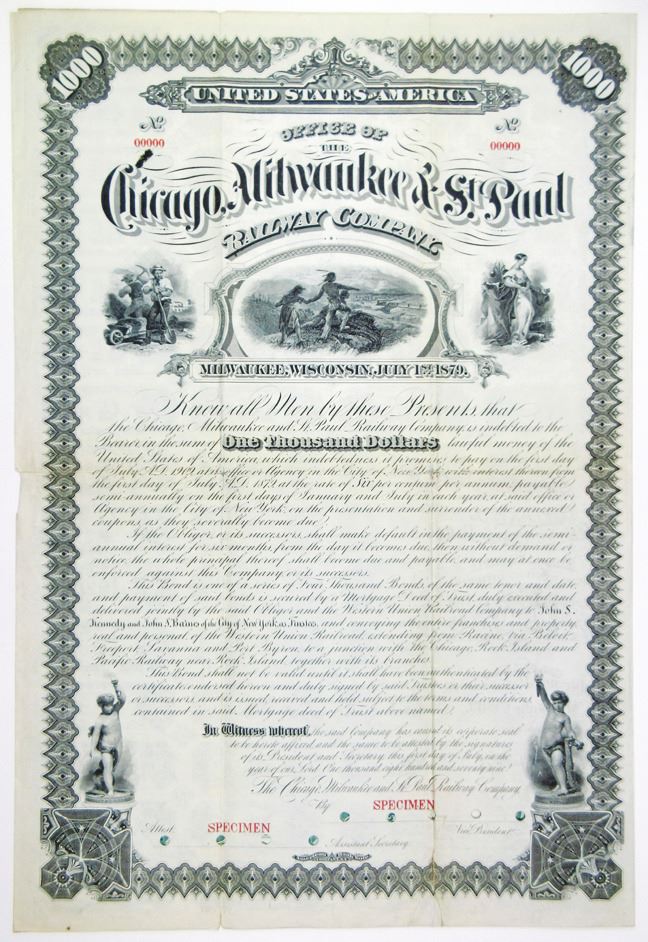 1000
1000
UNITED STATES OF AMERICA
No
No
00000
00000
OFFICE OF
THE
Chicago, Milwaukee & St. Paul
RAILWAY COMPANY.
MILWAUKEE, WISCONSIN, JULY 1ST 1879.
Know all Men by these Presents, that
the Chicago, Milwaukee and St. Paul Railway Company, is indebted to the
Bearer in the sum of One Thousand Dollars lawful money of the
United States of America, which indebtedness it promises to pay on the first day
of July A.D. 1909, at its office or Agency in the City of New York with interest thereon from
the first day of July A.D. 1879, at the rate of Six per centum per annum, payable
semi-annually on the first days of January and July in each year, at said office or
Agency in the City of New York, on the presentation and surrender of the annexed
coupons as they severally become due.
If the Obligor, or its successors, shall make default in the payment of the semi-
annual interest for six months from the day it becomes due, then without demand or
notice the whole principal thereof shall become due and payable, and may at once be
enforced against this Company or its successors.
This Bond is one of a series of Four Thousand Bonds, of the same tenor and date
and payment of said bonds is secured by a Mortgage Deed of Trust duly executed and
delivered jointly by the said Obligor and the Western Union Railroad Company to John S.
Kennedy and John S. Barnes of the City of New York as Trustees, and conveying the entire franchises and property
real and personal of the Western Union Railroad, extending from Racine, via Beloit,
Freeport, Savanna and Port Byron, to a junction with The Chicago, Rock Island and
Pacific Railway near Rock Island, together with its branches.
This Bond shall not be valid until it shall have been authenticated by the
certificate endorsed hereon and duly signed by said Trustees or their successor
or successors, and is issued, received and held subject to the terms and conditions
contained in said Mortgage deed of Trust above named.
In Witness whereof, the said Company has caused its corporate seal
to be hereto affixed and the same to be attested by the signatures
of its President and Secretary, this first day of July, in the
year of our Lord One thousand eight hundred and seventy nine.
The Chicago, Milwaukee and St. Paul Railway Company
By SPECIMEN
Vice President
Attest SPECIMEN
Assistant Secretary.